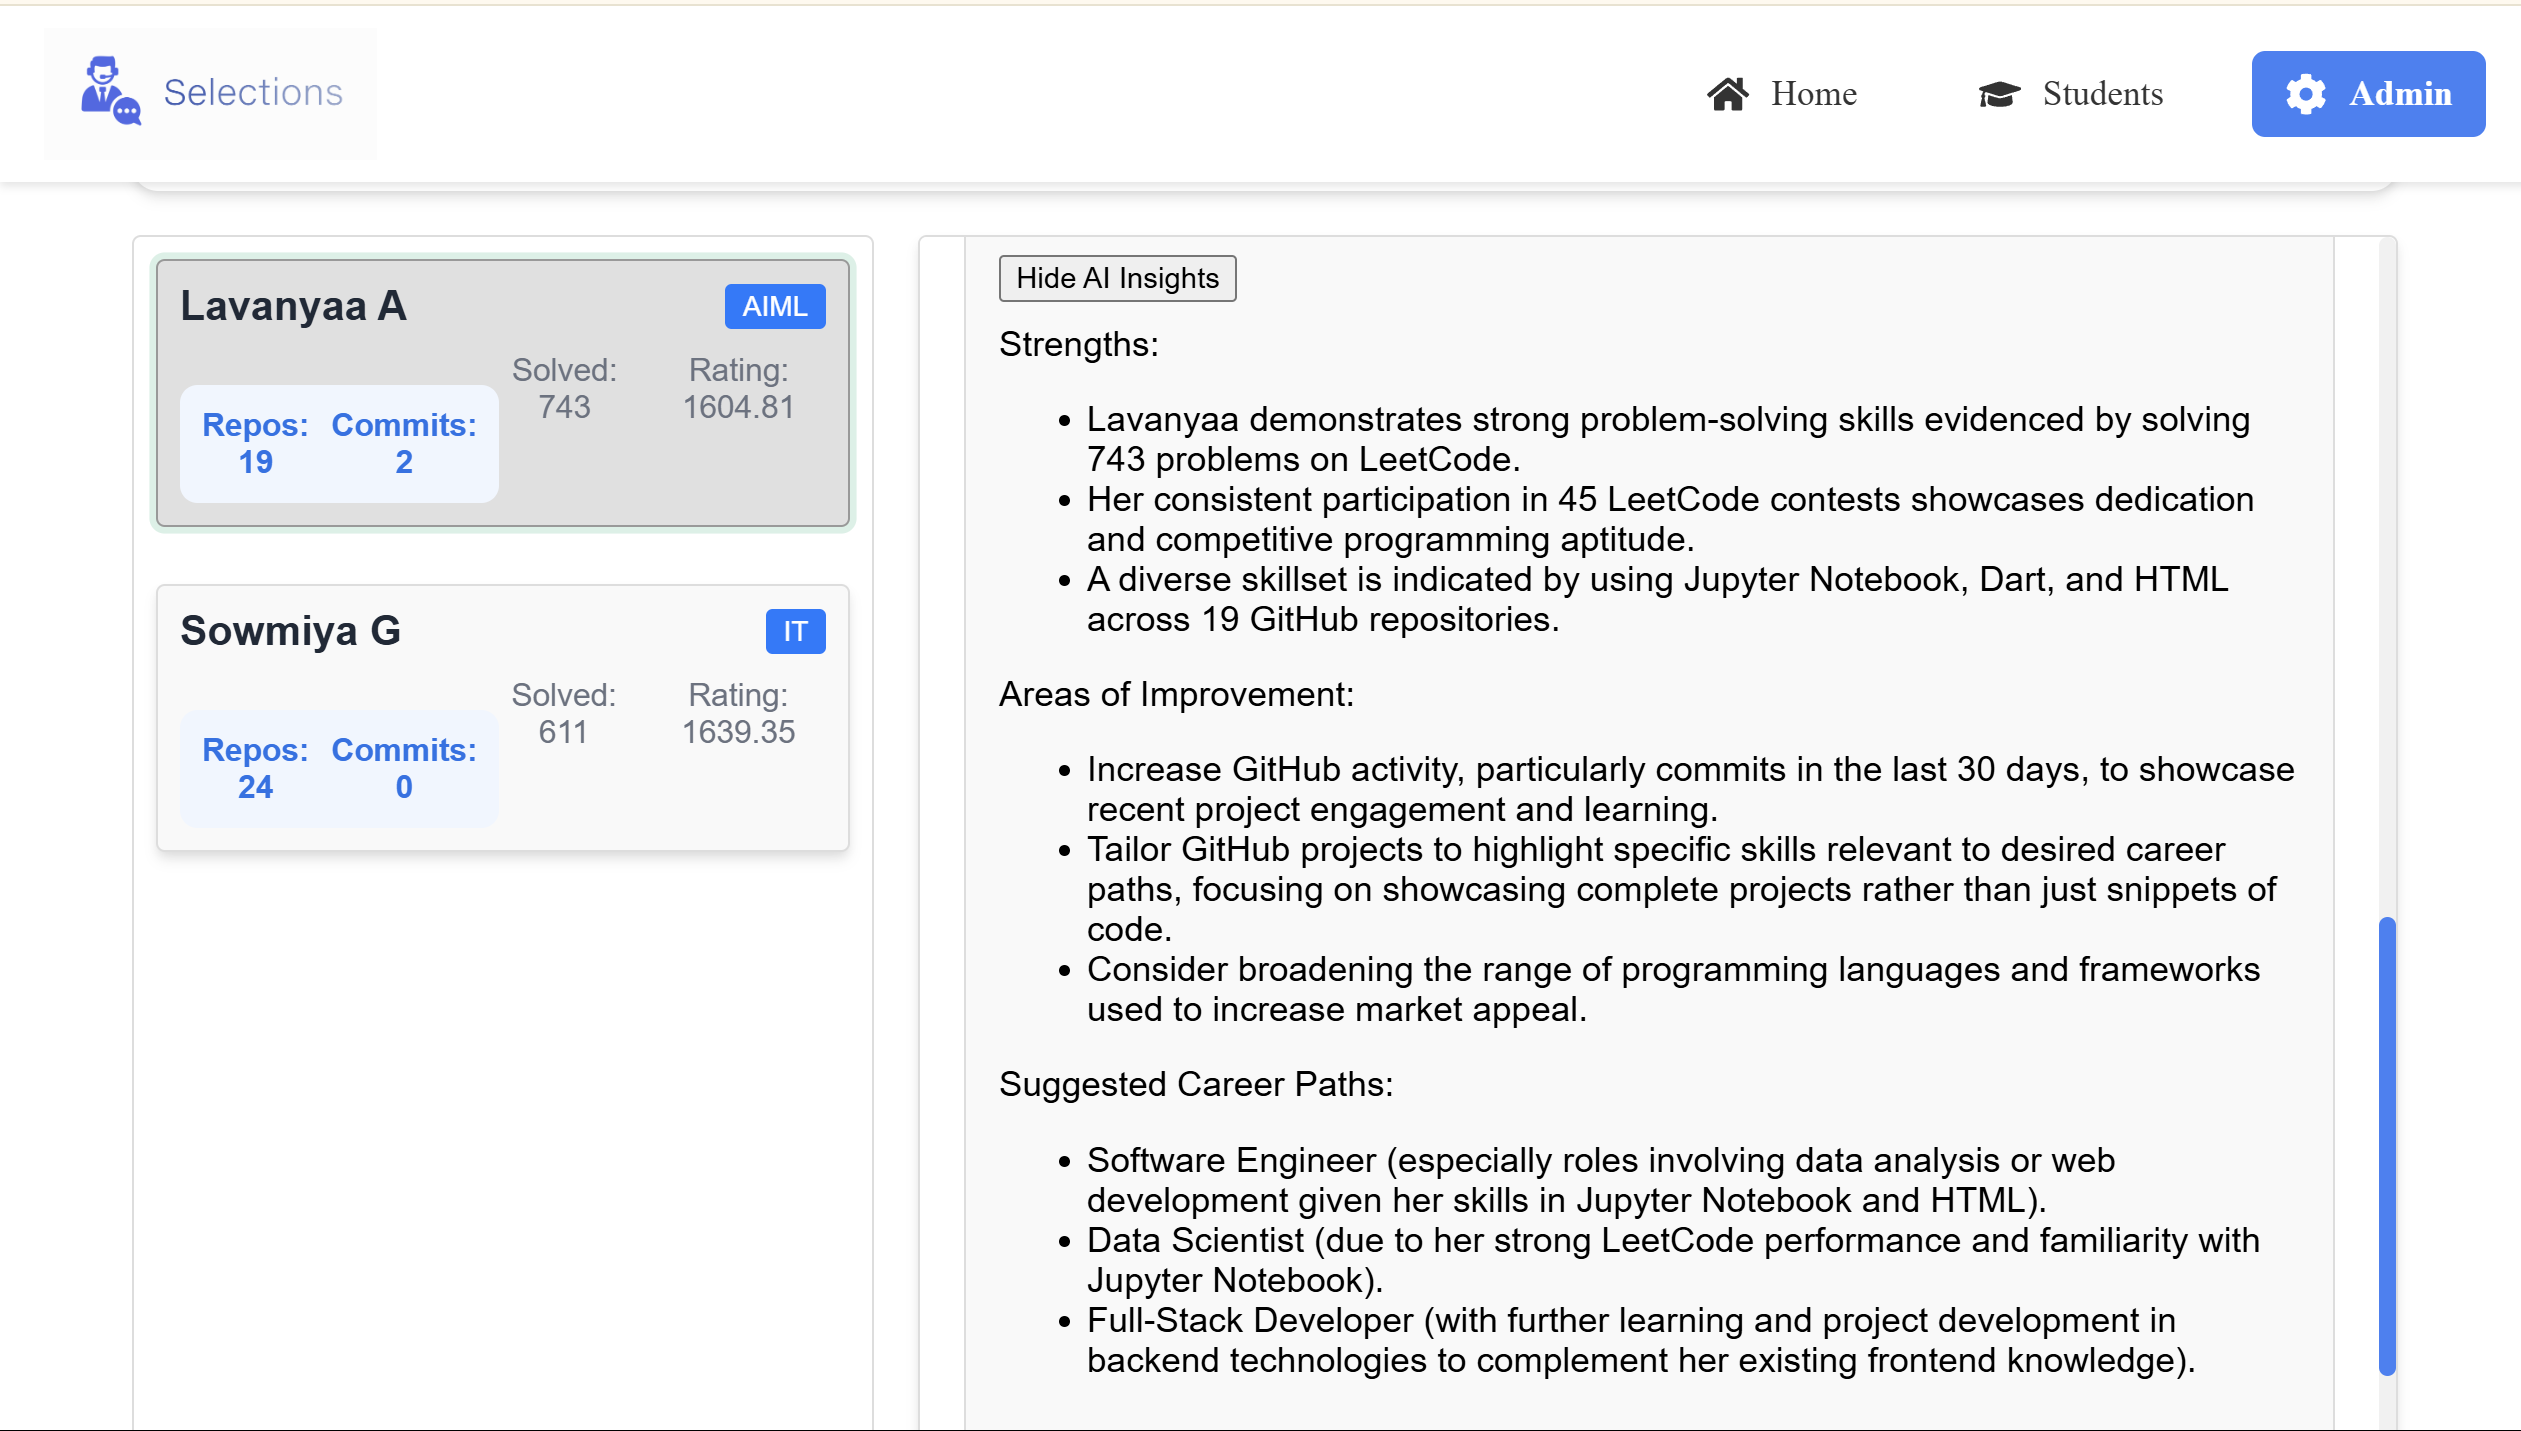 Selections
Home
Students
Admin
Lavanyaa A
AIML
Solved:
743
Rating:
1604.81
Repos:
19
Commits:
2
Sowmiya G
IT
Solved:
611
Rating:
1639.35
Repos:
24
Commits:
0
Hide AI Insights
Strengths:
• Lavanyaa demonstrates strong problem-solving skills evidenced by solving
743 problems on LeetCode.
• Her consistent participation in 45 LeetCode contests showcases dedication
and competitive programming aptitude.
• A diverse skillset is indicated by using Jupyter Notebook, Dart, and HTML
across 19 GitHub repositories.
Areas of Improvement:
• Increase GitHub activity, particularly commits in the last 30 days, to showcase
recent project engagement and learning.
• Tailor GitHub projects to highlight specific skills relevant to desired career
paths, focusing on showcasing complete projects rather than just snippets of
code.
• Consider broadening the range of programming languages and frameworks
used to increase market appeal.
Suggested Career Paths:
• Software Engineer (especially roles involving data analysis or web
development given her skills in Jupyter Notebook and HTML).
• Data Scientist (due to her strong LeetCode performance and familiarity with
Jupyter Notebook).
• Full-Stack Developer (with further learning and project development in
backend technologies to complement her existing frontend knowledge).